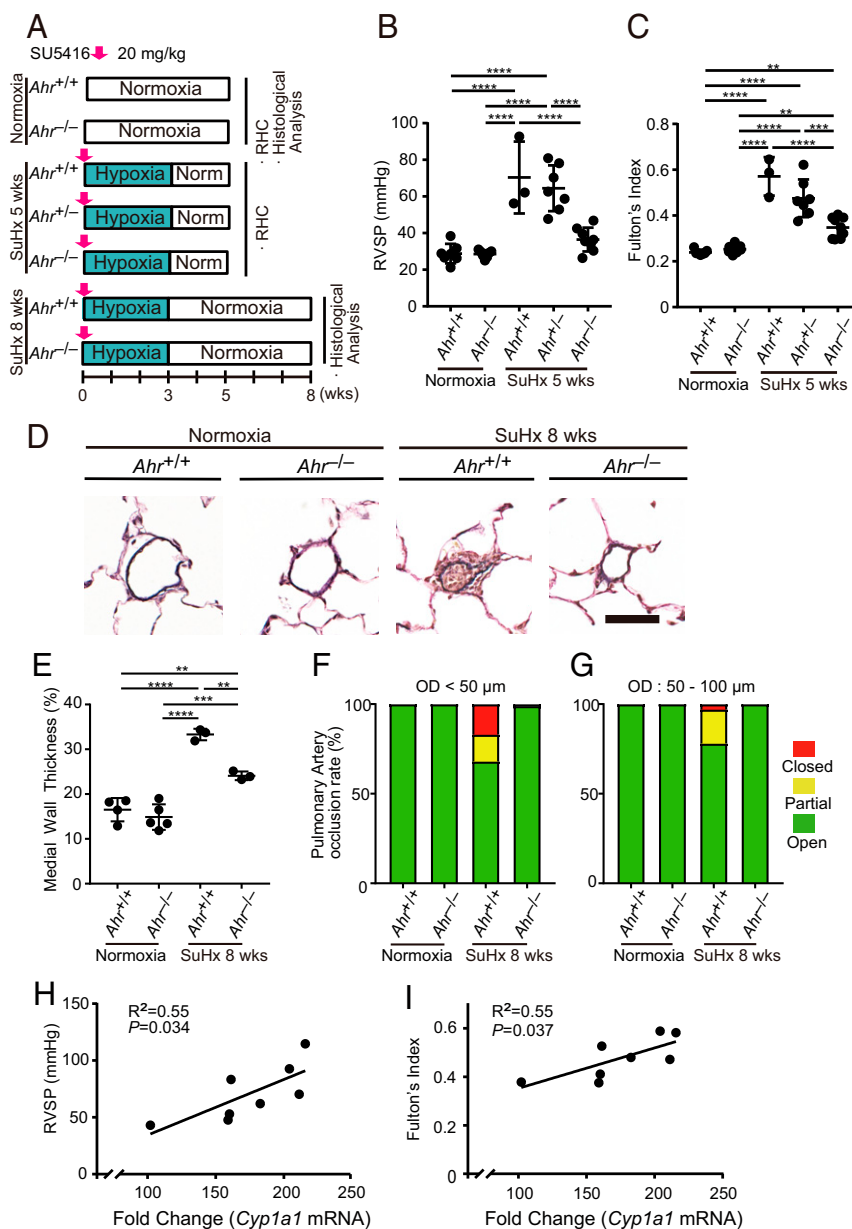 A
SU5416 20 mg/kg
Normoxia
Ahr+/+ Normoxia
Ahr−/− Normoxia
· RHC
· Histological Analysis
SuHx 5 wks
Ahr+/+ Hypoxia Norm
Ahr+/− Hypoxia Norm
Ahr−/− Hypoxia Norm
· RHC
SuHx 8 wks
Ahr+/+ Hypoxia Normoxia
Ahr−/− Hypoxia Normoxia
· Histological Analysis
0 3 5 8 (wks)
B
RVSP (mmHg)
100
80
60
40
20
0
****
****
**** ****
**** ****
Ahr+/+ Ahr−/− Ahr+/+ Ahr+/− Ahr−/−
Normoxia SuHx 5 wks
C
Fulton's Index
0.8
0.6
0.4
0.2
0
**
****
****
**
**** ***
**** ****
Ahr+/+ Ahr−/− Ahr+/+ Ahr+/− Ahr−/−
Normoxia SuHx 5 wks
D
Normoxia SuHx 8 wks
Ahr+/+ Ahr−/− Ahr+/+ Ahr−/−
E
Medial Wall Thickness (%)
40
30
20
10
0
**
**** **
***
****
Ahr+/+ Ahr−/− Ahr+/+ Ahr−/−
Normoxia SuHx 8 wks
F
OD < 50 μm
Pulmonary Artery
occlusion rate (%)
100
50
0
Ahr+/+ Ahr−/− Ahr+/+ Ahr−/−
Normoxia SuHx 8 wks
G
OD : 50 - 100 μm
100
50
0
Ahr+/+ Ahr−/− Ahr+/+ Ahr−/−
Normoxia SuHx 8 wks
Closed
Partial
Open
H
R²=0.55
P=0.034
RVSP (mmHg)
150
100
50
0
100 150 200 250
Fold Change (Cyp1a1 mRNA)
I
R²=0.55
P=0.037
Fulton's Index
0.6
0.4
0.2
0
100 150 200 250
Fold Change (Cyp1a1 mRNA)